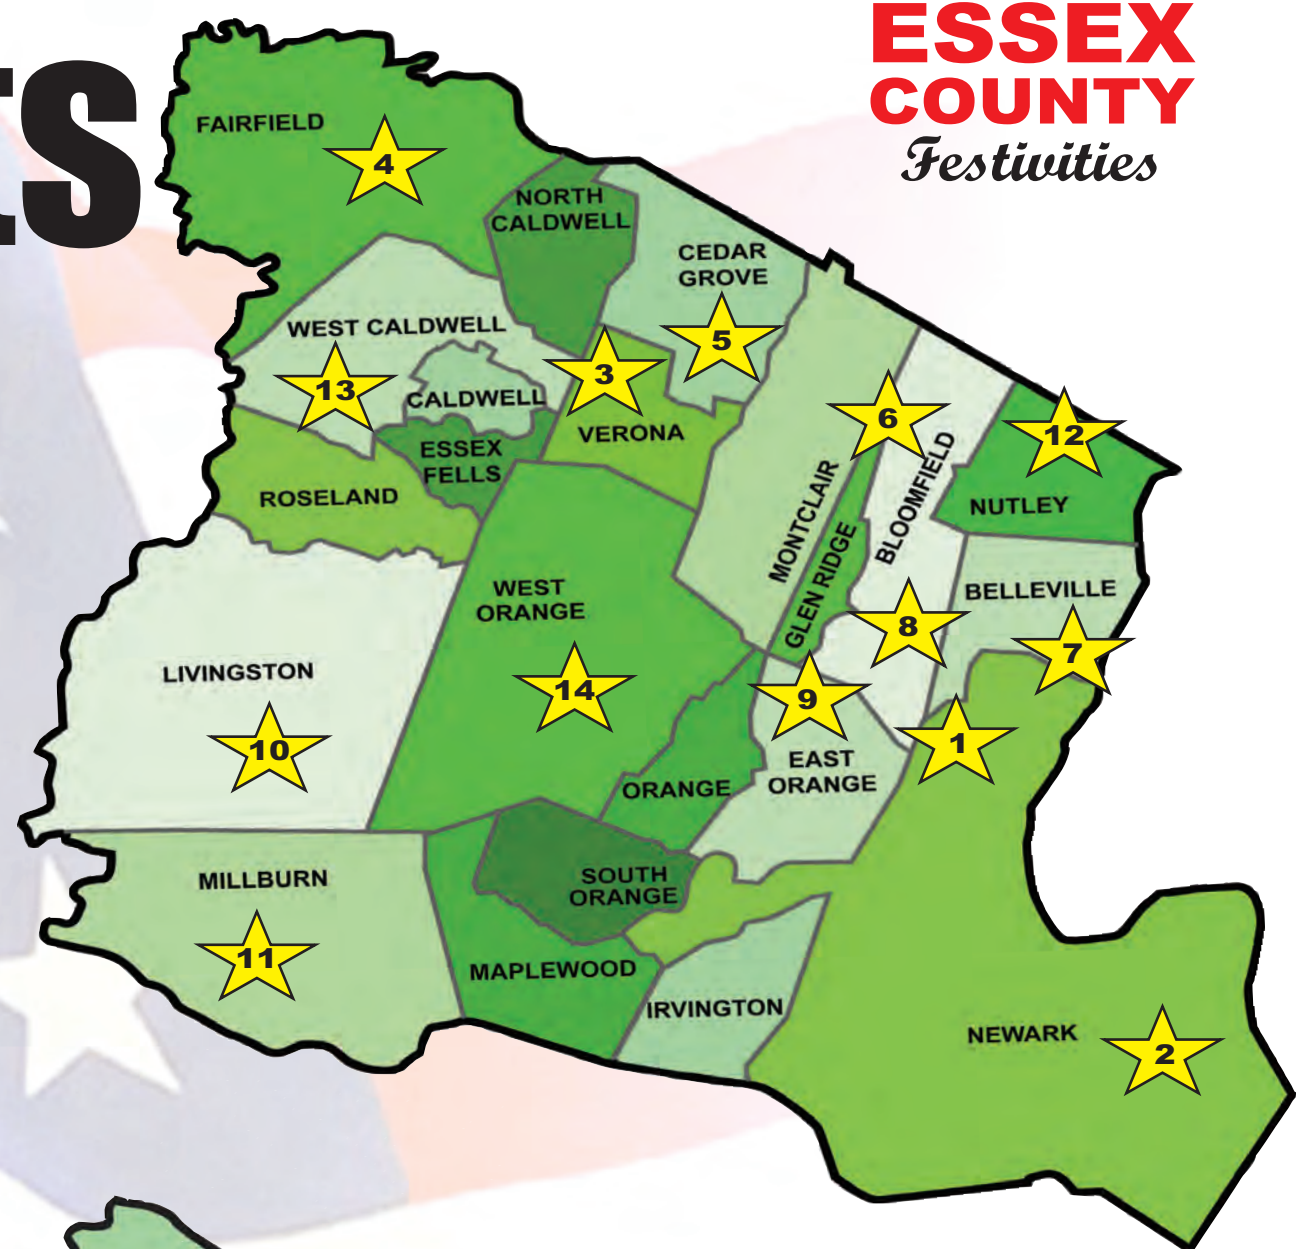 ESSEX
COUNTY
Festivities
FAIRFIELD
4
NORTH
CALDWELL
CEDAR
GROVE
5
WEST CALDWELL
13
CALDWELL
3
VERONA
6
12
NUTLEY
ESSEX
FELLS
ROSELAND
MONTCLAIR
GLEN RIDGE
BLOOMFIELD
BELLEVILLE
7
8
WEST
ORANGE
14
LIVINGSTON
10
9
EAST
ORANGE
1
ORANGE
MILLBURN
11
SOUTH
ORANGE
MAPLEWOOD
IRVINGTON
NEWARK
2